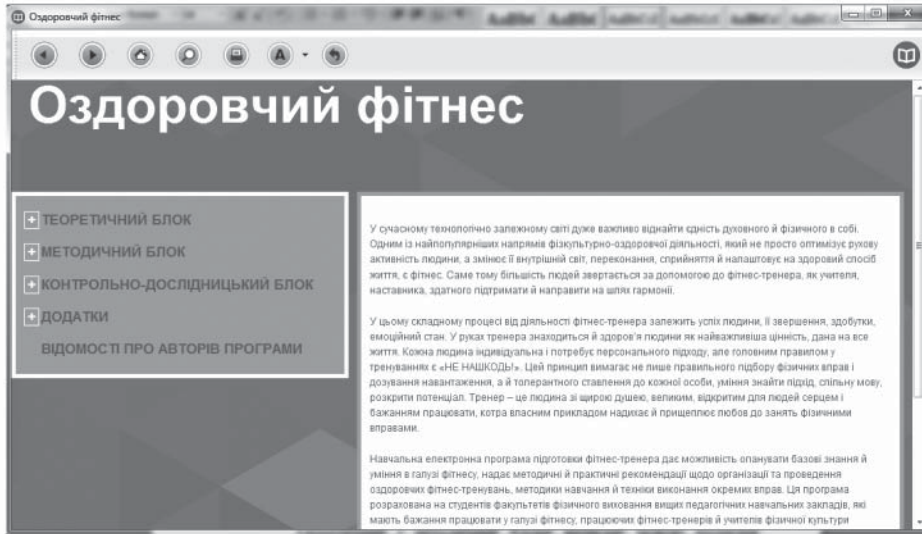 Оздоровчий фітнес
A
Оздоровчий фітнес
ТЕОРЕТИЧНИЙ БЛОК
МЕТОДИЧНИЙ БЛОК
КОНТРОЛЬНО-ДОСЛІДНИЦЬКИЙ БЛОК
ДОДАТКИ
ВІДОМОСТІ ПРО АВТОРІВ ПРОГРАМИ
У сучасному технологічно залежному світі дуже важливо віднайти єдність духовного й фізичного в собі.
Одним із найпопулярніших напрямів фізкультурно-оздоровчої діяльності, який не просто оптимізує рухову
активність людини, а змінює її внутрішній світ, переконання, сприйняття й налаштовує на здоровий спосіб
життя, є фітнес. Саме тому більшість людей звертається за допомогою до фітнес-тренера, як учителя,
наставника, здатного підтримати й направити на шлях гармонії.
У цьому складному процесі від діяльності фітнес-тренера залежить успіх людини, її звершення, здобутки,
емоційний стан. У руках тренера знаходиться й здоров'я людини як найважливіша цінність, дана на все
життя. Кожна людина індивідуальна і потребує персонального підходу, але головним правилом у
тренуваннях є «НЕ НАШКОДЬ!». Цей принцип вимагає не лише правильного підбору фізичних вправ і
дозування навантаження, а й толерантного ставлення до кожної особи, уміння знайти підхід, спільну мову,
розкрити потенціал. Тренер – це людина зі щирою душею, великим, відкритим для людей серцем і
бажанням працювати, котра власним прикладом надихає й прищеплює любов до занять фізичними
вправами.
Навчальна електронна програма підготовки фітнес-тренера дає можливість опанувати базові знання й
уміння в галузі фітнесу, надає методичні й практичні рекомендації щодо організації та проведення
оздоровчих фітнес-тренувань, методики навчання й техніки виконання окремих вправ. Ця програма
розрахована на студентів факультетів фізичного виховання вищих педагогічних навчальних закладів, які
мають бажання працювати у галузі фітнесу, працюючих фітнес-тренерів й учителів фізичної культури